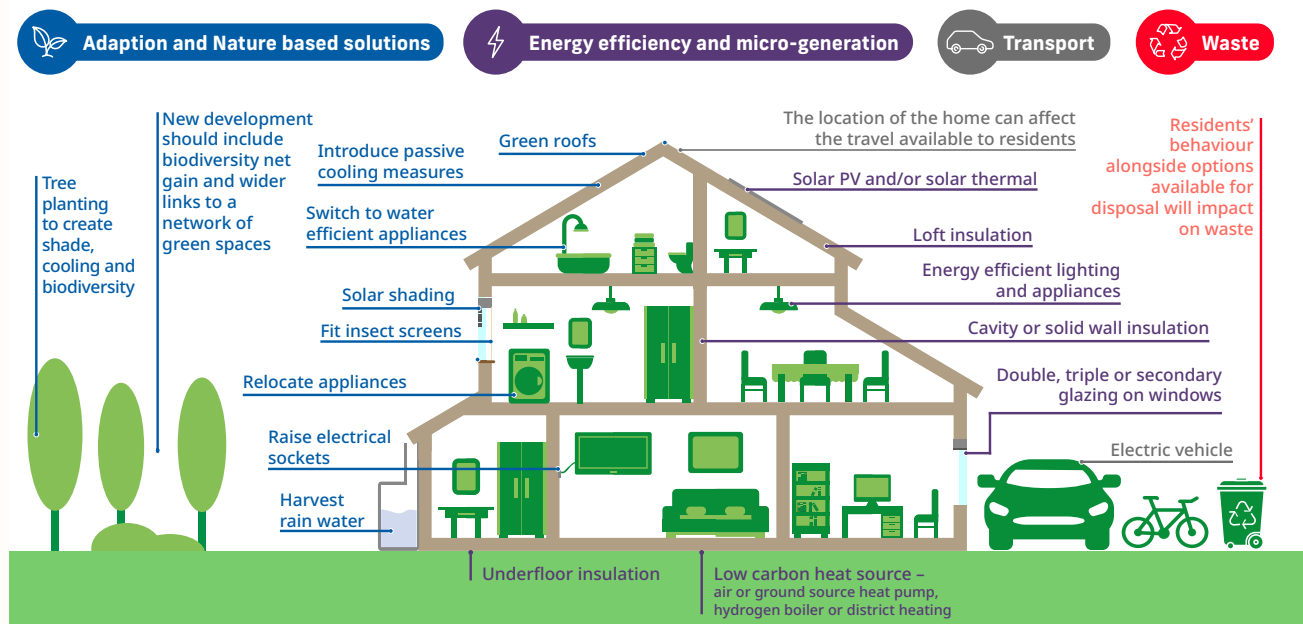 Adaption and Nature based solutions
Energy efficiency and micro-generation
Transport
Waste
Tree
planting
to create
shade,
cooling and
biodiversity
New development
should include
biodiversity net
gain and wider
links to a
network of
green spaces
Introduce passive
cooling measures
Green roofs
Switch to water
efficient appliances
Solar shading
Fit insect screens
Relocate appliances
Raise electrical
sockets
Harvest
rain water
The location of the home can affect
the travel available to residents
Solar PV and/or solar thermal
Loft insulation
Energy efficient lighting
and appliances
Cavity or solid wall insulation
Double, triple or secondary
glazing on windows
Electric vehicle
Residents’
behaviour
alongside options
available for
disposal will impact
on waste
Underfloor insulation
Low carbon heat source –
air or ground source heat pump,
hydrogen boiler or district heating